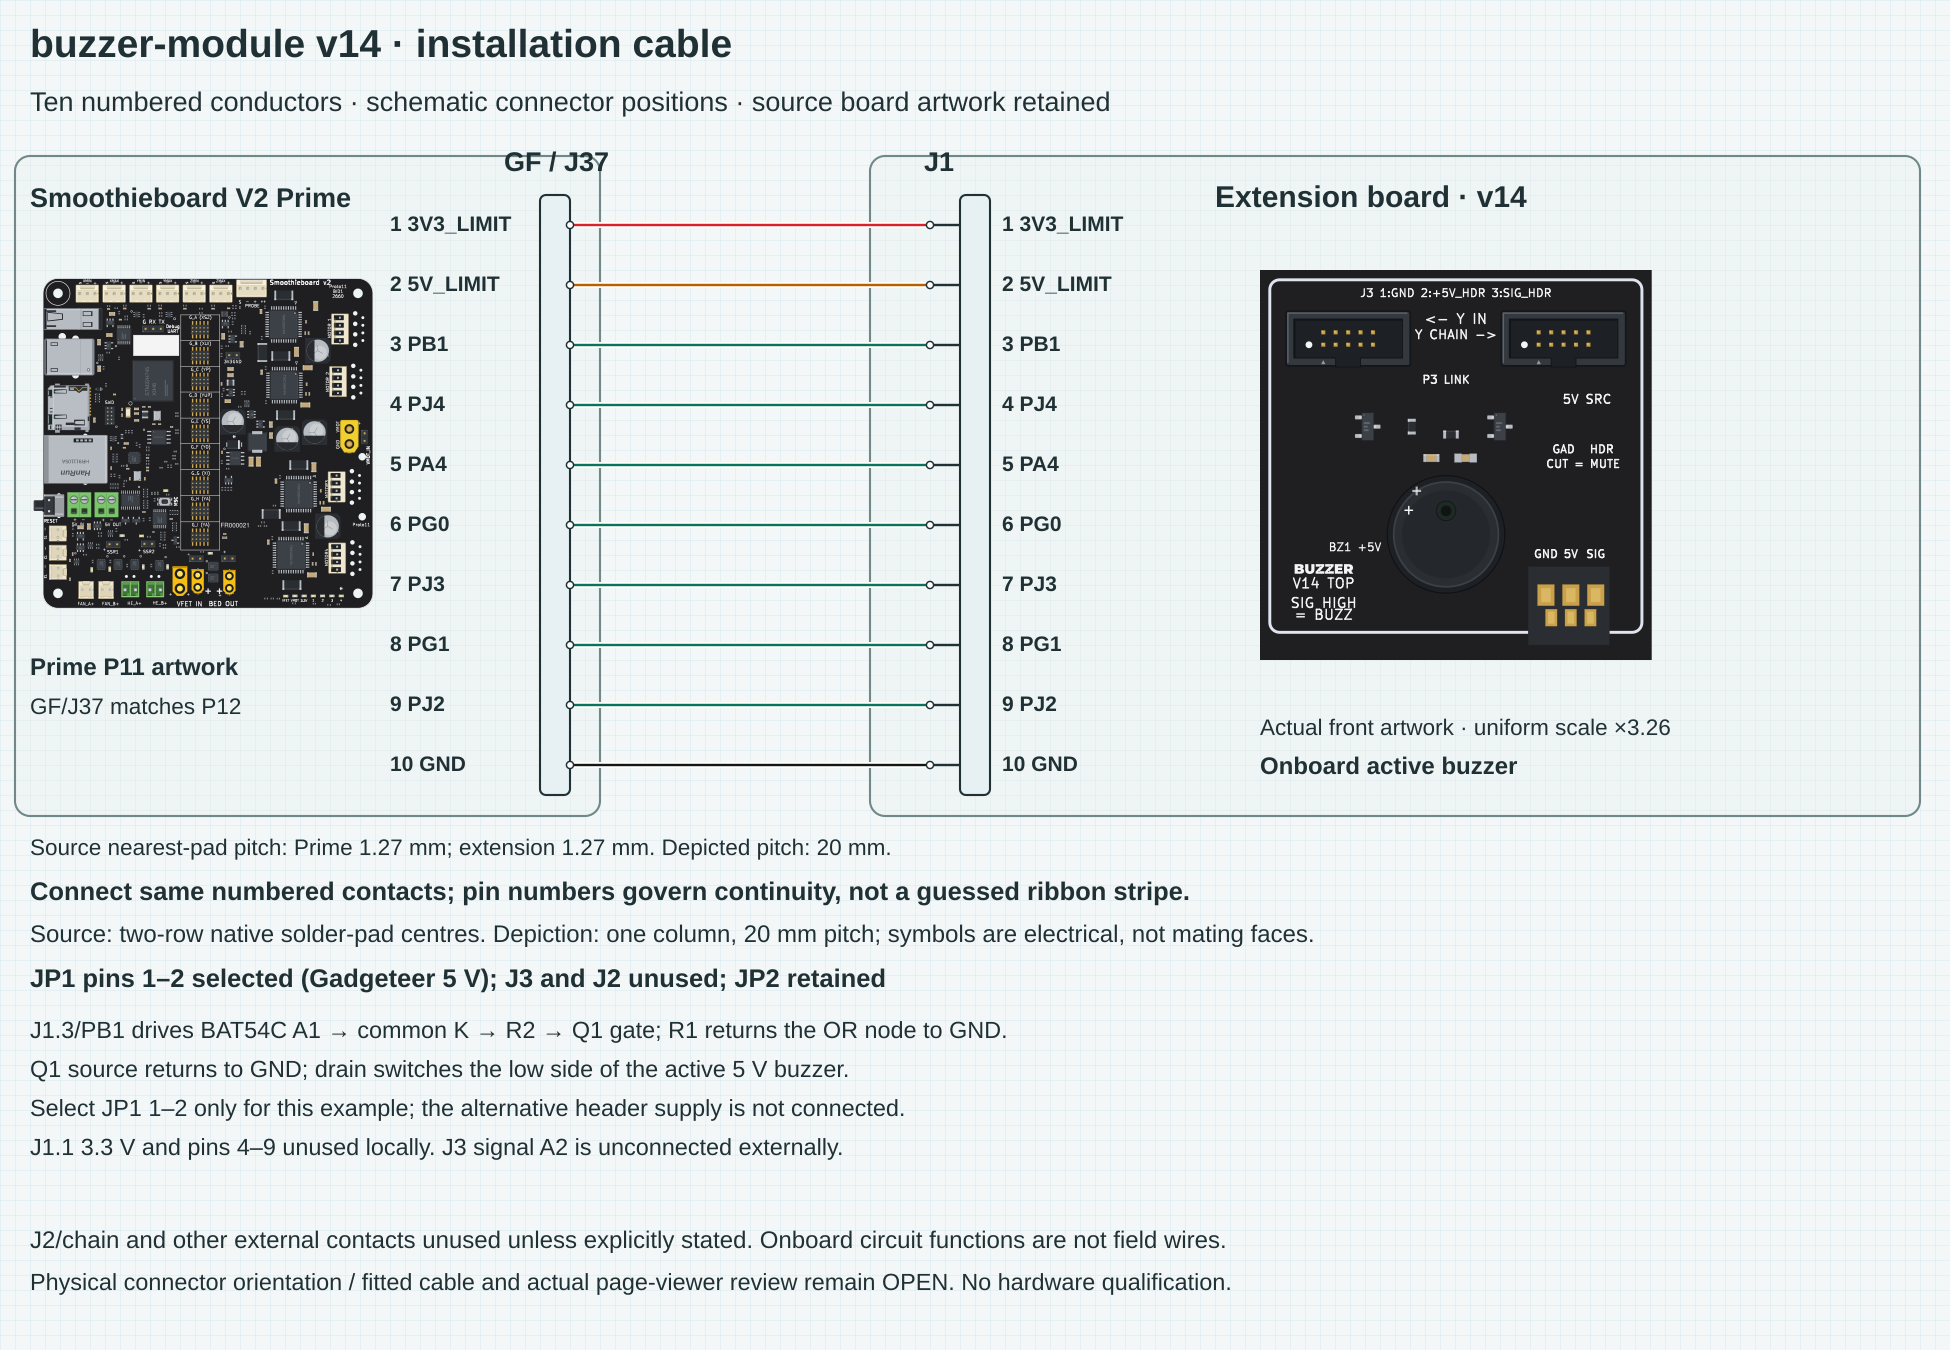 buzzer-module v14 · installation cable
Ten numbered conductors · schematic connector positions · source board artwork retained
GF / J37
J1
Smoothieboard V2 Prime
Extension board · v14
1 3V3_LIMIT
2 5V_LIMIT
3 PB1
4 PJ4
5 PA4
6 PG0
7 PJ3
8 PG1
9 PJ2
10 GND
1 3V3_LIMIT
2 5V_LIMIT
3 PB1
4 PJ4
5 PA4
6 PG0
7 PJ3
8 PG1
9 PJ2
10 GND
Smoothieboard v2
HanRun
VFET IN BED OUT
J3 1:GND 2:+5V_HDR 3:SIG_HDR
<- Y IN
Y CHAIN ->
P3 LINK
5V SRC
GAD HDR
CUT = MUTE
BZ1 +5V
GND 5V SIG
BUZZER
V14 TOP
SIG HIGH
= BUZZ
Prime P11 artwork
GF/J37 matches P12
Actual front artwork · uniform scale ×3.26
Onboard active buzzer
Source nearest-pad pitch: Prime 1.27 mm; extension 1.27 mm. Depicted pitch: 20 mm.
Connect same numbered contacts; pin numbers govern continuity, not a guessed ribbon stripe.
Source: two-row native solder-pad centres. Depiction: one column, 20 mm pitch; symbols are electrical, not mating faces.
JP1 pins 1–2 selected (Gadgeteer 5 V); J3 and J2 unused; JP2 retained
J1.3/PB1 drives BAT54C A1 → common K → R2 → Q1 gate; R1 returns the OR node to GND.
Q1 source returns to GND; drain switches the low side of the active 5 V buzzer.
Select JP1 1–2 only for this example; the alternative header supply is not connected.
J1.1 3.3 V and pins 4–9 unused locally. J3 signal A2 is unconnected externally.
J2/chain and other external contacts unused unless explicitly stated. Onboard circuit functions are not field wires.
Physical connector orientation / fitted cable and actual page-viewer review remain OPEN. No hardware qualification.